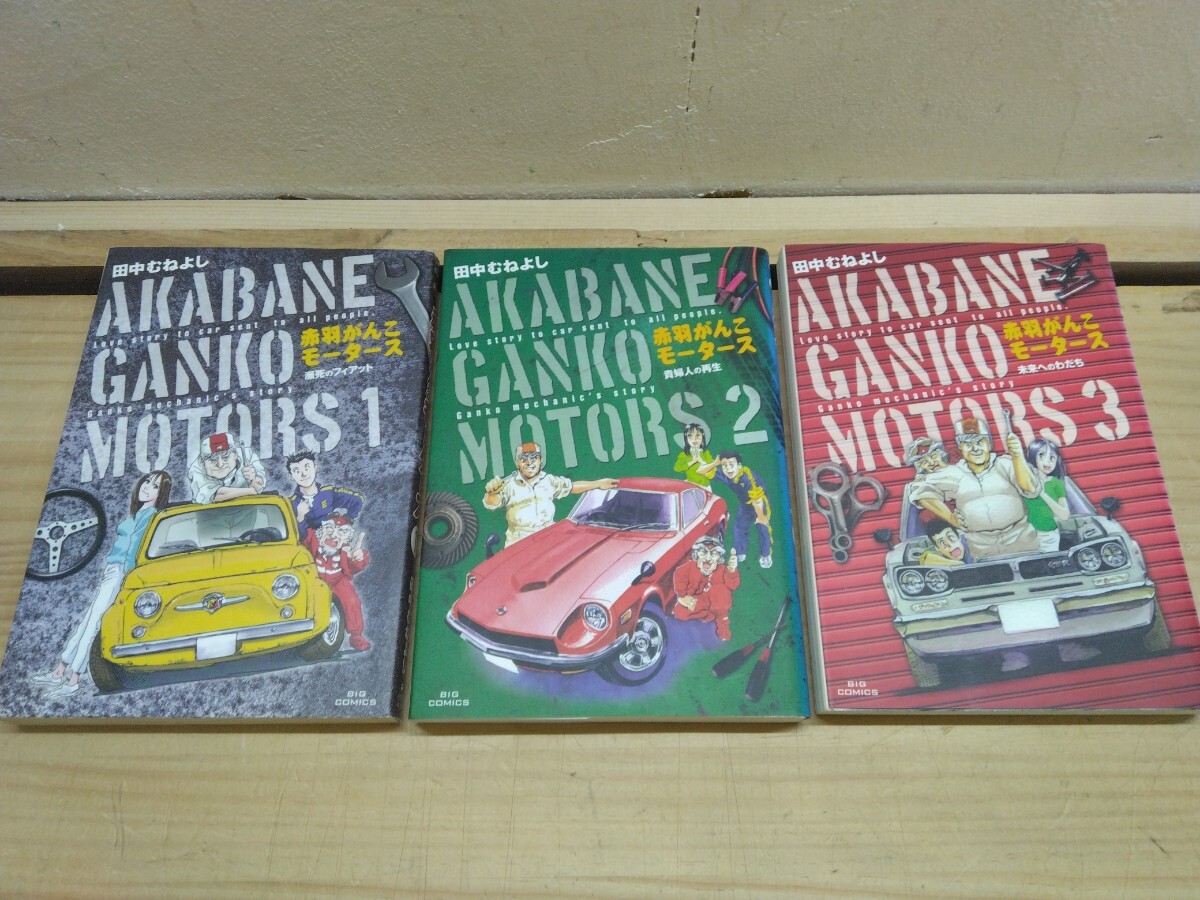 田中むねよし
AKABANE
Love story to car sent to all people.
GANKO
赤羽がんこ
モータース
瀕死のフィアット
Ganko mechanic's story
MOTORS 1
BIG
COMICS
田中むねよし
AKABANE
Love story to car sent to all people.
GANKO
赤羽がんこ
モータース
貴婦人の再生
Ganko mechanic's story
MOTORS 2
BIG
COMICS
田中むねよし
AKABANE
Love story to car sent to all people.
GANKO
赤羽がんこ
モータース
未来へのわだち
Ganko mechanic's story
MOTORS 3
BIG
COMICS